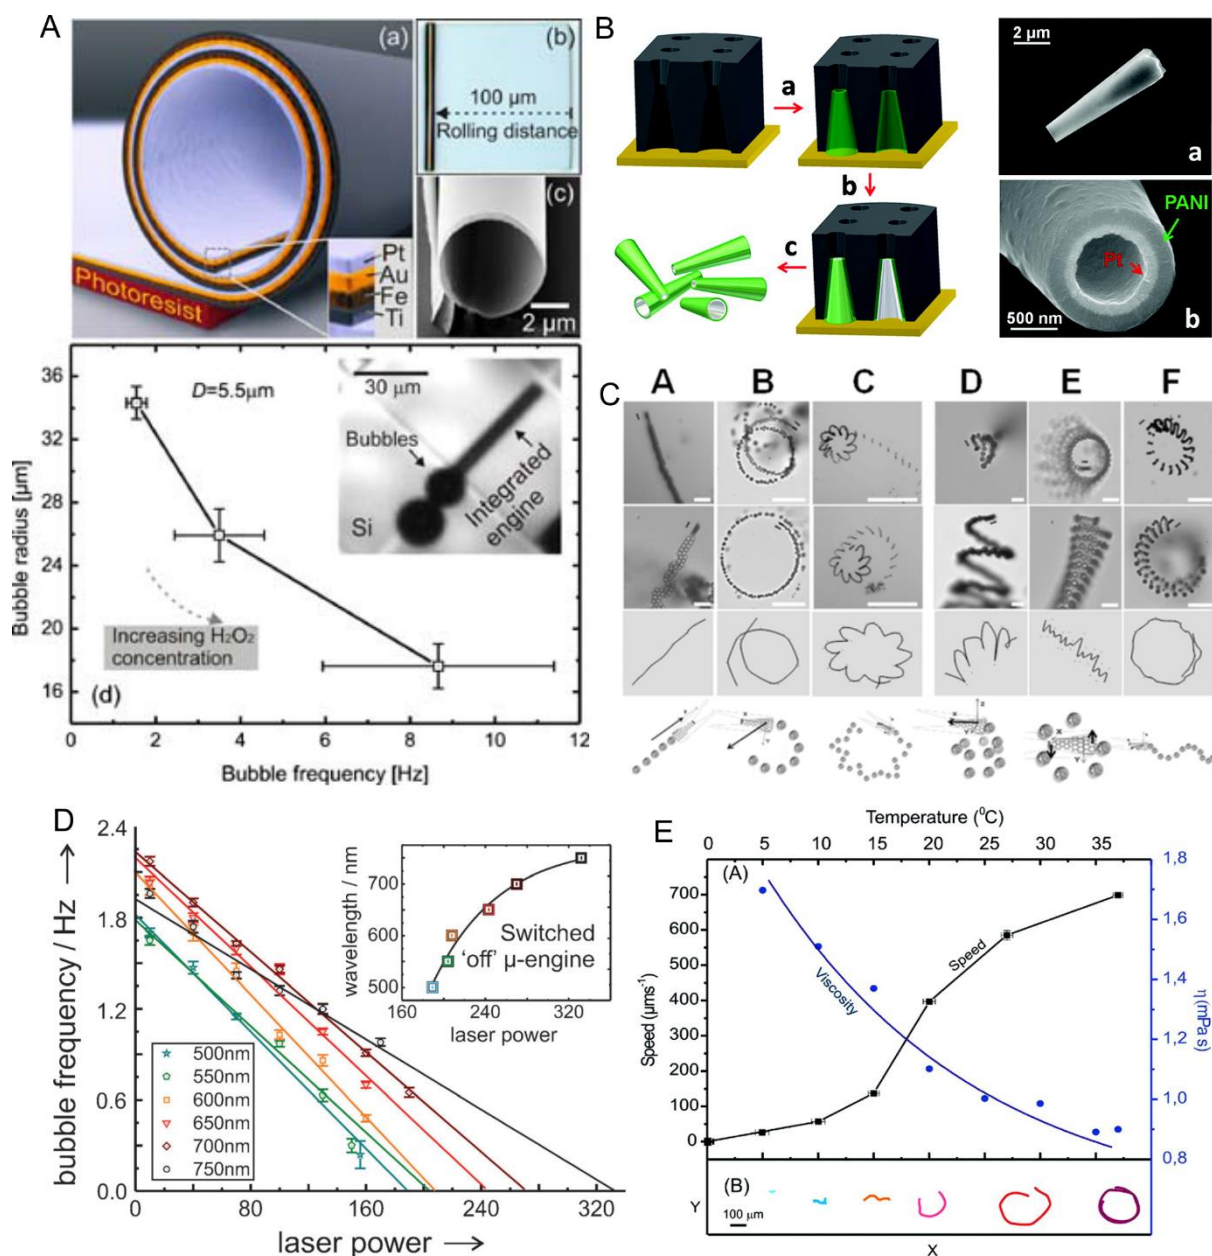 A
(a)
Pt
Au
Fe
Ti
Photoresist
(b)
100 µm
Rolling distance
(c)
2 µm
36
32
28
24
20
16
Bubble radius [µm]
D=5.5µm
30 µm
Bubbles
Integrated
engine
Si
Increasing H₂O₂
concentration
(d)
0 2 4 6 8 10 12
Bubble frequency [Hz]
B
a
b
c
2 µm
a
PANI
Pt
500 nm
b
C
A B C D E F
D
2.4
1.8
1.2
0.6
0.0
bubble frequency / Hz
500nm
550nm
600nm
650nm
700nm
750nm
0 80 160 240 320
laser power
700
600
500
wavelength / nm
Switched
'off' µ-engine
160 240 320
laser power
E
Temperature (⁰C)
0 5 10 15 20 25 30 35
(A)
700
600
500
400
300
200
100
0
Speed (µms⁻¹)
Viscosity
Speed
1,8
1,6
1,4
1,2
1,0
0,8
η(mPa s)
(B)
Y
100 µm
X